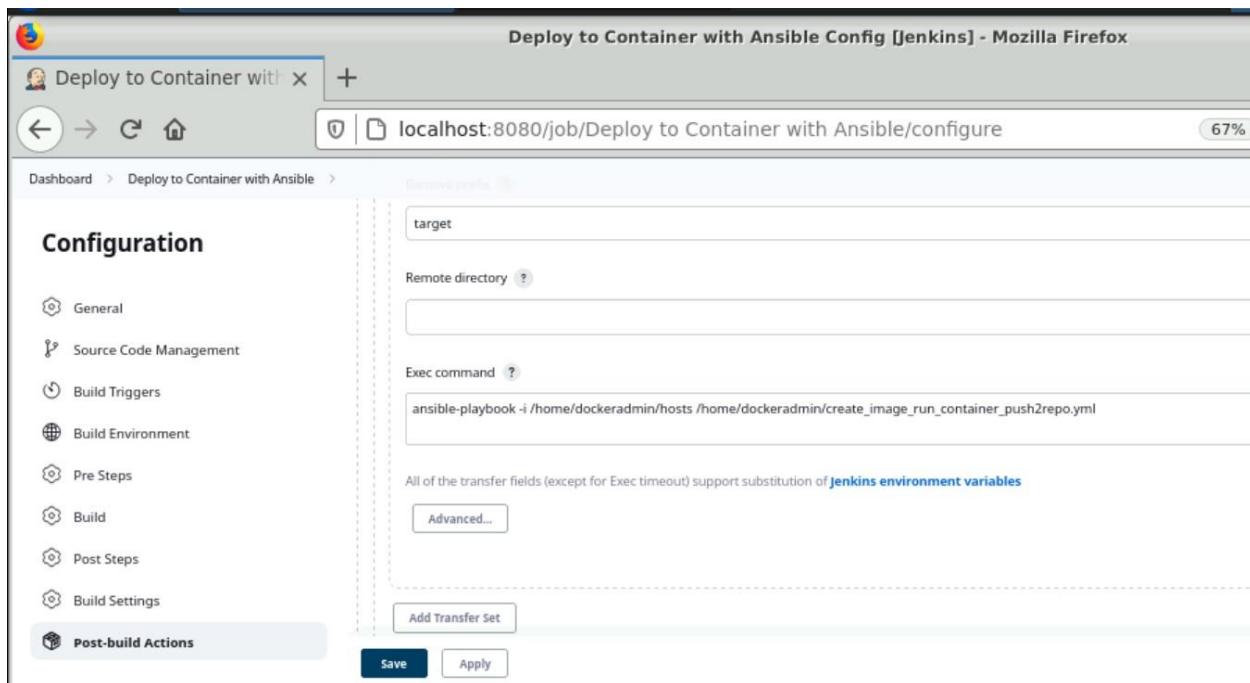 Deploy to Container with Ansible Config [Jenkins] - Mozilla Firefox
Deploy to Container with
localhost:8080/job/Deploy to Container with Ansible/configure
67%
Dashboard > Deploy to Container with Ansible >
Remove prefix ?
target
Configuration
Remote directory ?
General
Source Code Management
Exec command ?
Build Triggers
ansible-playbook -i /home/dockeradmin/hosts /home/dockeradmin/create_image_run_container_push2repo.yml
Build Environment
Pre Steps
All of the transfer fields (except for Exec timeout) support substitution of Jenkins environment variables
Build
Advanced...
Post Steps
Build Settings
Add Transfer Set
Post-build Actions
Save
Apply